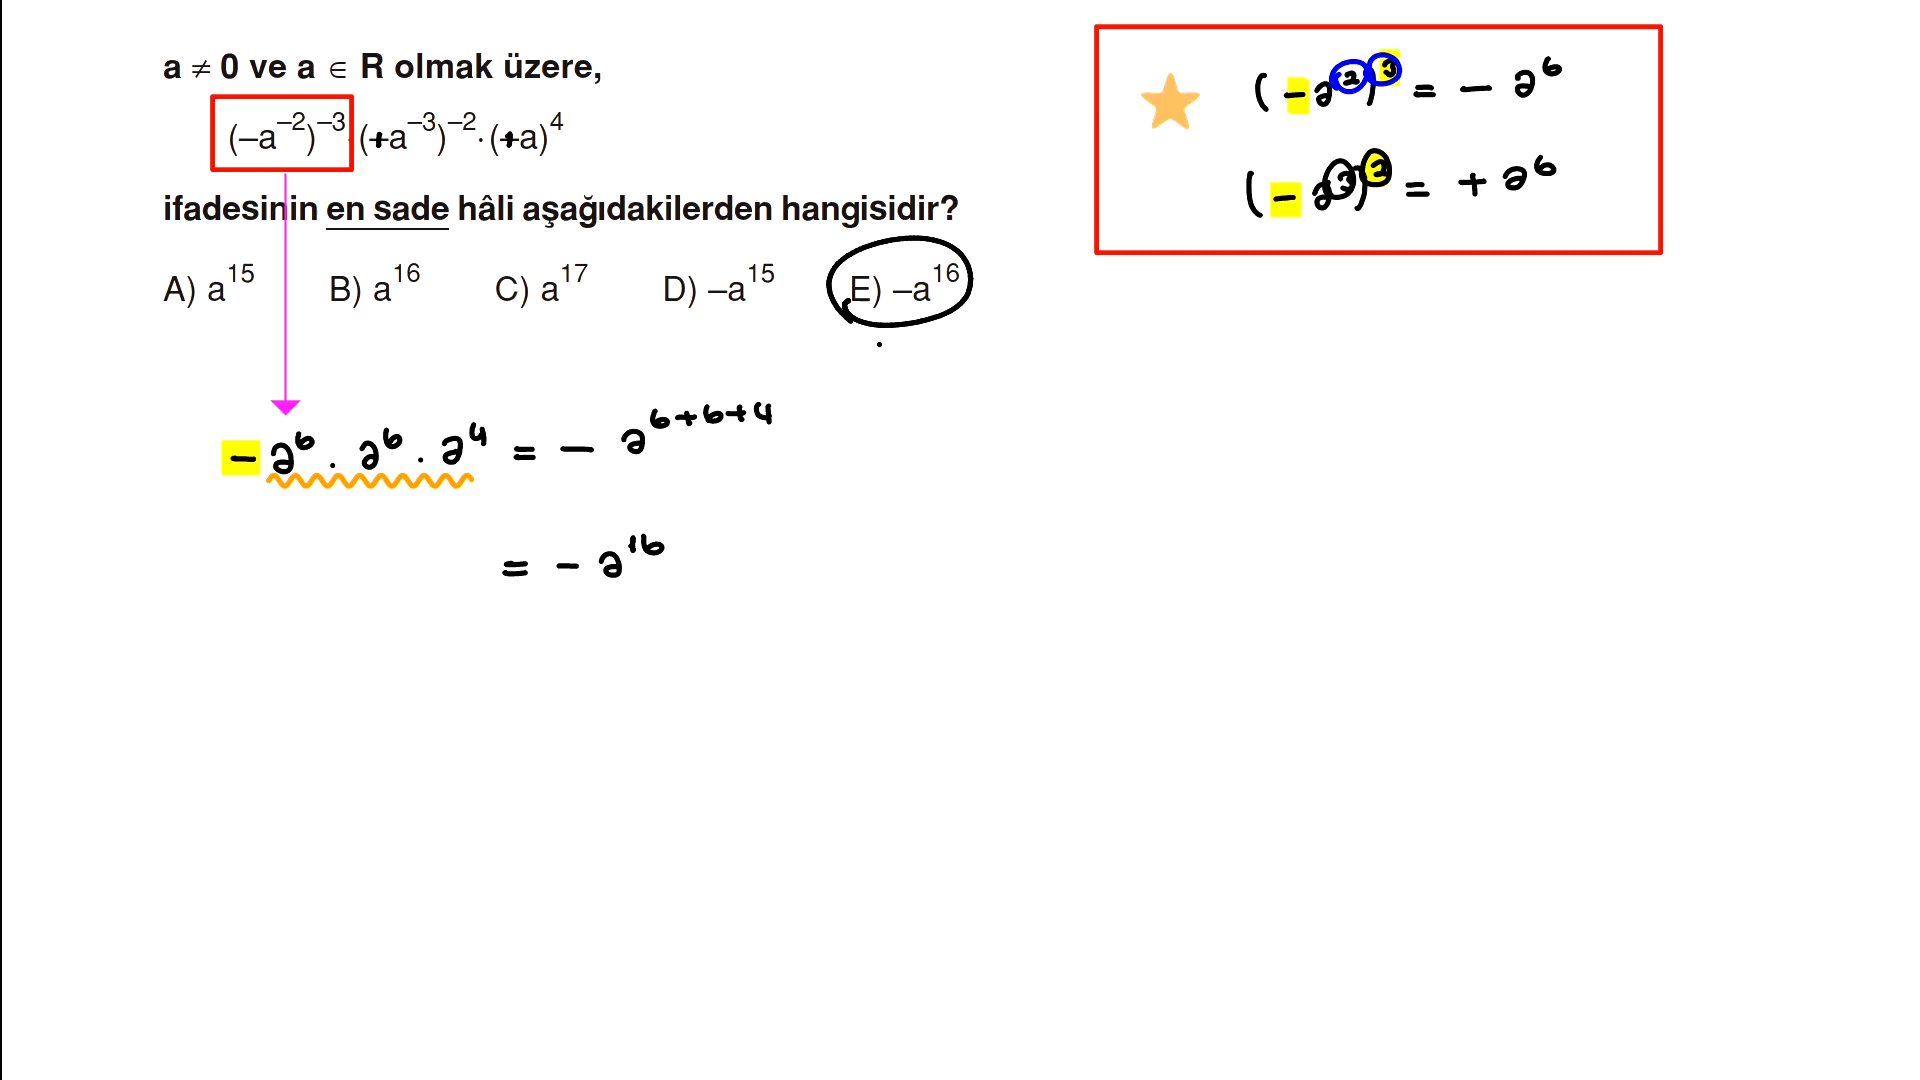 a ≠ 0 ve a ∈ R olmak üzere,
(–a⁻²)⁻³ · (+a⁻³)⁻² · (+a)⁴
ifadesinin en sade hâli aşağıdakilerden hangisidir?
A) a¹⁵ B) a¹⁶ C) a¹⁷ D) –a¹⁵ E) –a¹⁶
– a⁶ . a⁶ . a⁴ = – a⁶⁺⁶⁺⁴
= – a¹⁶
(– a²)³ = – a⁶
(– a³)² = + a⁶